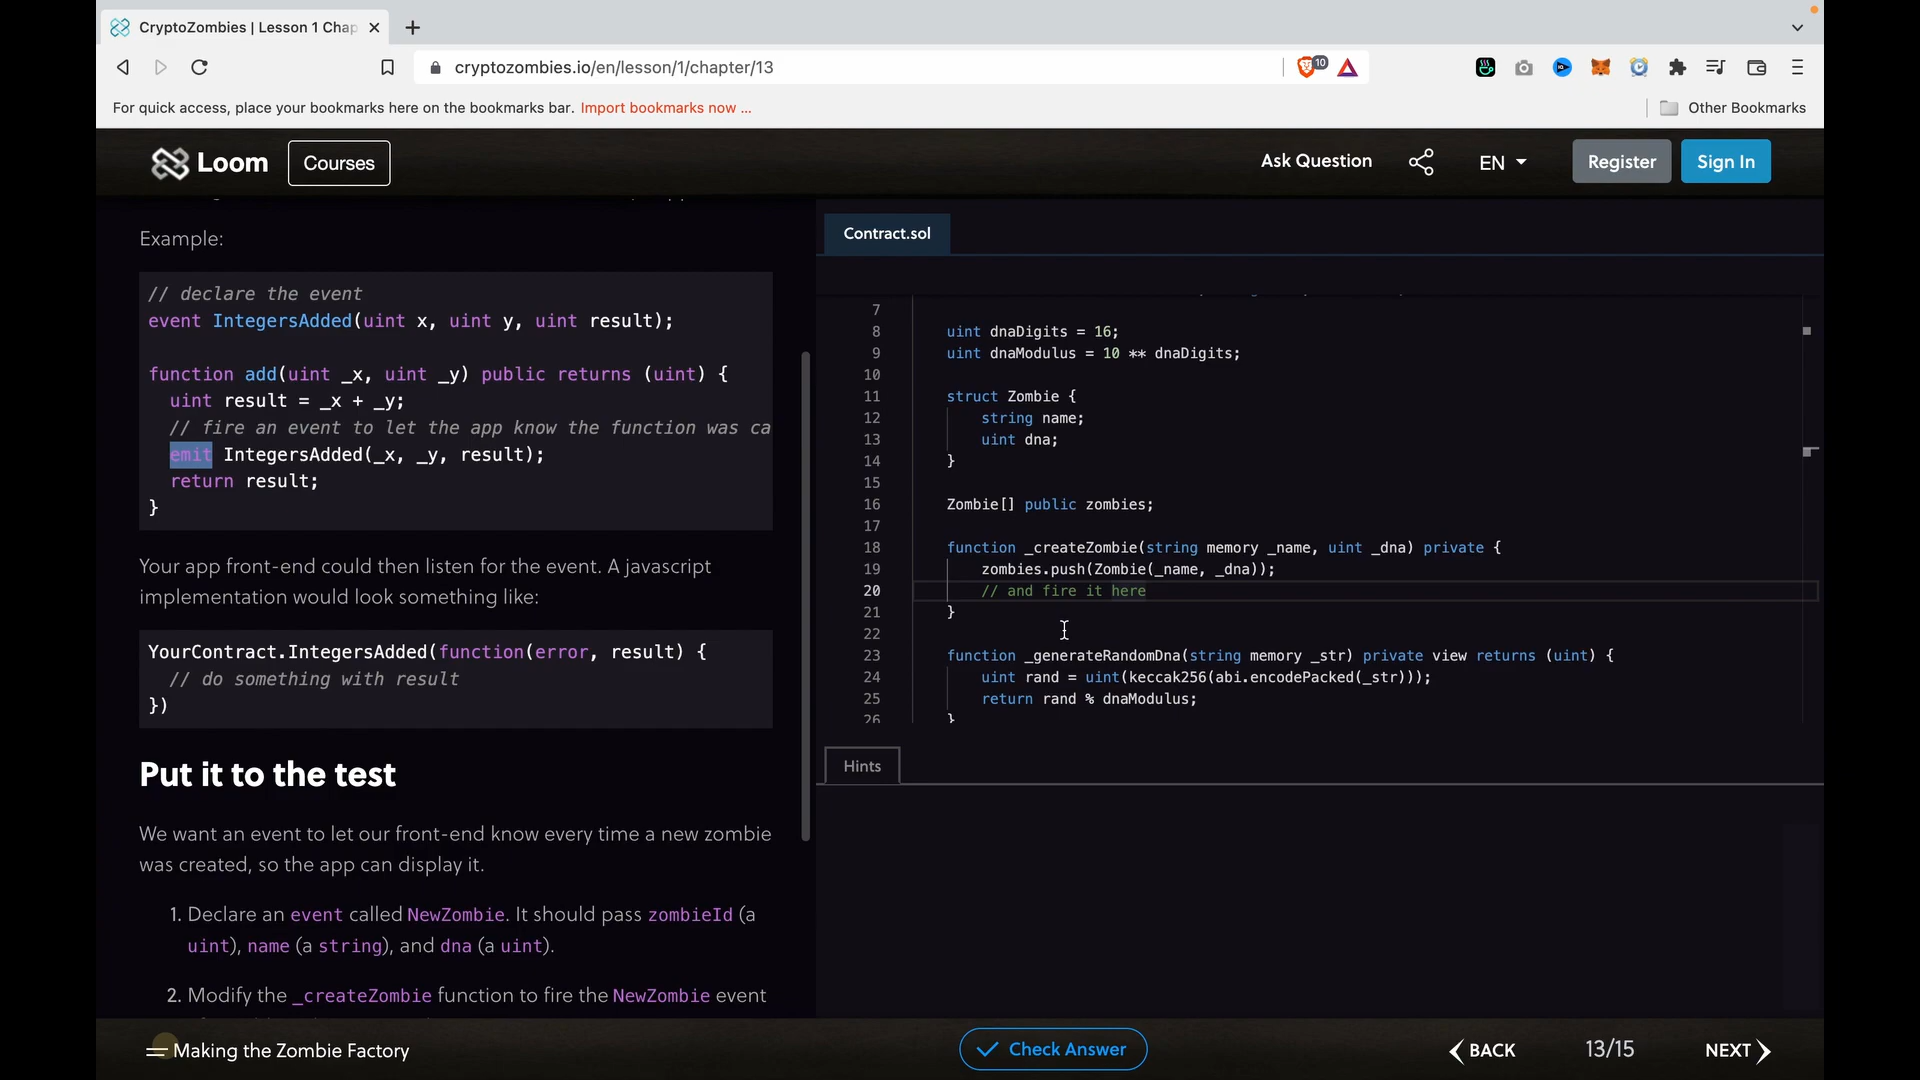 CryptoZombies | Lesson 1 Chap
cryptozombies.io/en/lesson/1/chapter/13
10
For quick access, place your bookmarks here on the bookmarks bar. Import bookmarks now ...
Other Bookmarks
Loom
Courses
Ask Question
EN
Register
Sign In
Example:
// declare the event
event IntegersAdded(uint x, uint y, uint result);
function add(uint _x, uint _y) public returns (uint) {
uint result = _x + _y;
// fire an event to let the app know the function was ca
emit IntegersAdded(_x, _y, result);
return result;
}
Your app front-end could then listen for the event. A javascript
implementation would look something like:
YourContract.IntegersAdded(function(error, result) {
// do something with result
})
Put it to the test
We want an event to let our front-end know every time a new zombie
was created, so the app can display it.
1. Declare an event called NewZombie. It should pass zombieId (a
uint), name (a string), and dna (a uint).
2. Modify the _createZombie function to fire the NewZombie event
Contract.sol
7
8 uint dnaDigits = 16;
9 uint dnaModulus = 10 ** dnaDigits;
10
11 struct Zombie {
12 string name;
13 uint dna;
14 }
15
16 Zombie[] public zombies;
17
18 function _createZombie(string memory _name, uint _dna) private {
19 zombies.push(Zombie(_name, _dna));
20 // and fire it here
21 }
22
23 function _generateRandomDna(string memory _str) private view returns (uint) {
24 uint rand = uint(keccak256(abi.encodePacked(_str)));
25 return rand % dnaModulus;
26 }
Hints
Making the Zombie Factory
Check Answer
BACK
13/15
NEXT